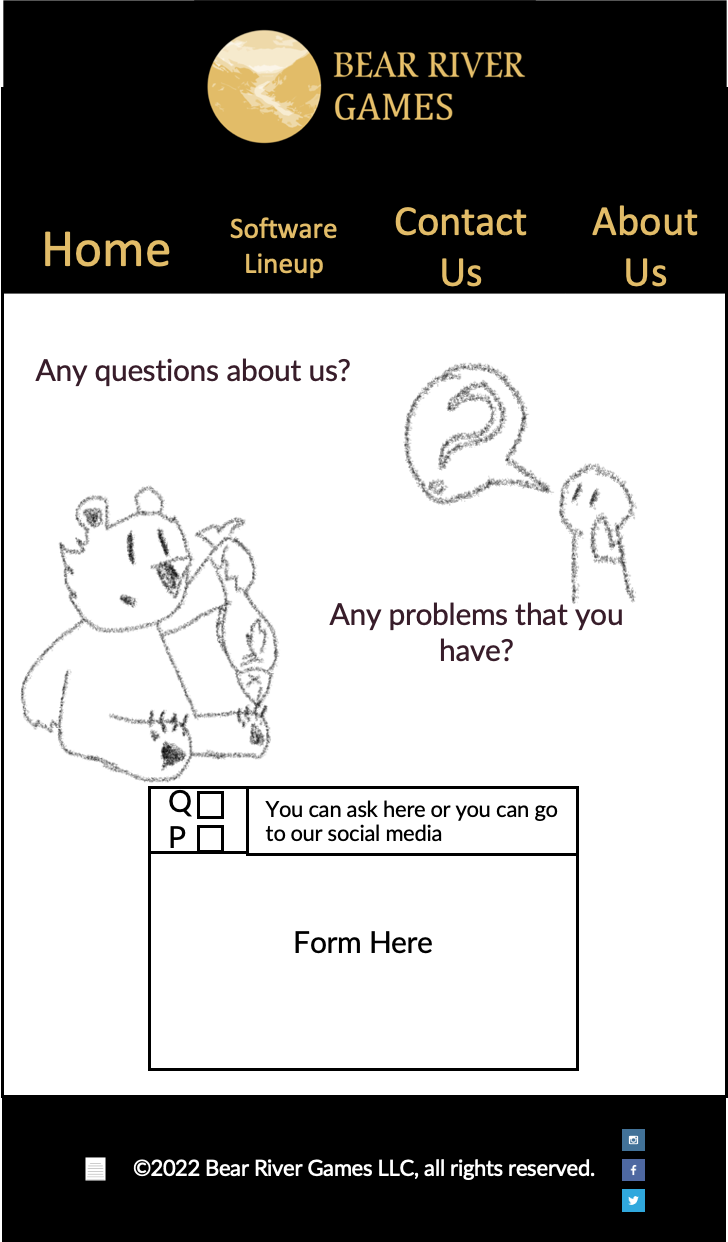 BEAR RIVER
GAMES
Home
Software
Lineup
Contact
Us
About
Us
Any questions about us?
?
Any problems that you
have?
Q
P
You can ask here or you can go
to our social media
Form Here
©2022 Bear River Games LLC, all rights reserved.
f